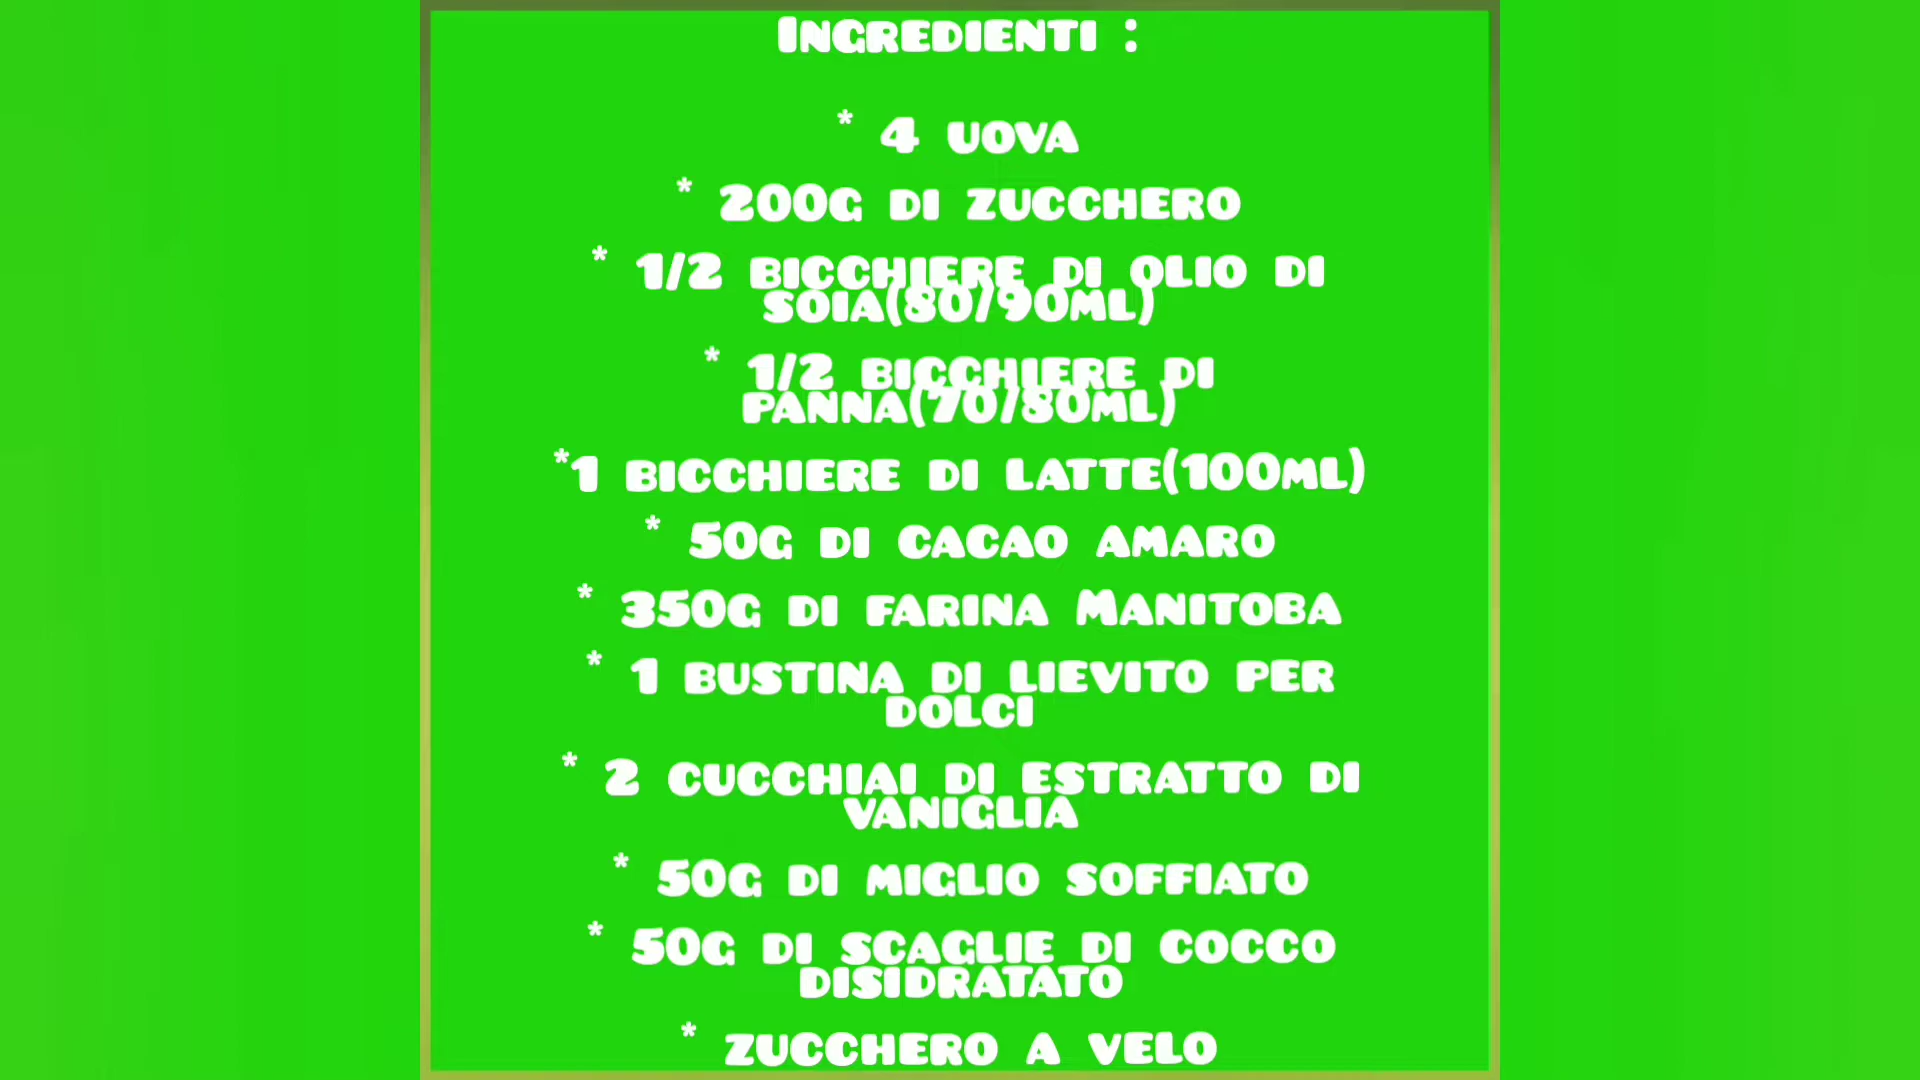 Ingredienti :
* 4 uova
* 200g di zucchero
* 1/2 bicchiere di olio di
soia(80/90ml)
* 1/2 bicchiere di
panna(70/80ml)
*1 bicchiere di latte(100ml)
* 50g di cacao amaro
* 350g di farina Manitoba
* 1 bustina di lievito per
dolci
* 2 cucchiai di estratto di
vaniglia
* 50g di miglio soffiato
* 50g di scaglie di cocco
disidratato
* zucchero a velo